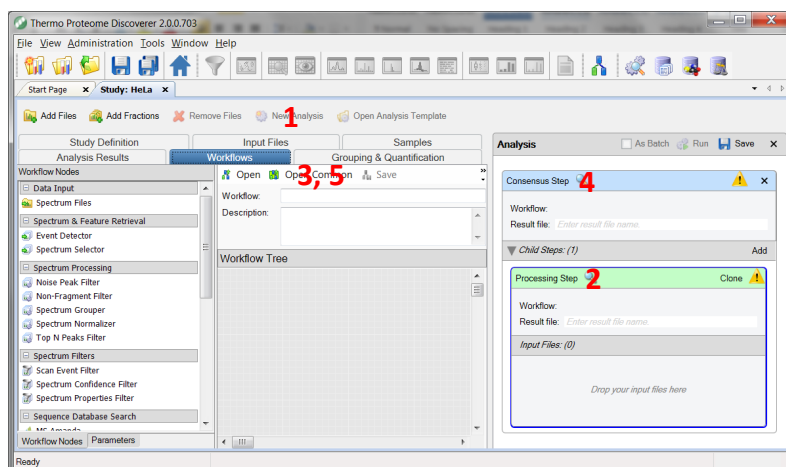 Thermo Proteome Discoverer 2.0.0.703
File View Administration Tools Window Help
Start Page x Study: HeLa x
Add Files Add Fractions Remove Files New Analysis Open Analysis Template
1
Study Definition Input Files Samples
Analysis Results Workflows Grouping & Quantification
Workflow Nodes
Data Input
Spectrum Files
Spectrum & Feature Retrieval
Event Detector
Spectrum Selector
Spectrum Processing
Noise Peak Filter
Non-Fragment Filter
Spectrum Grouper
Spectrum Normalizer
Top N Peaks Filter
Spectrum Filters
Scan Event Filter
Spectrum Confidence Filter
Spectrum Properties Filter
Sequence Database Search
MS Amanda
Workflow Nodes Parameters
Open Open Common Save
3, 5
Workflow:
Description:
Workflow Tree
Analysis As Batch Run Save x
Consensus Step 4 x
Workflow:
Result file: Enter result file name.
Child Steps: (1) Add
Processing Step 2 Clone
Workflow:
Result file: Enter result file name.
Input Files: (0)
Drop your input files here
Ready